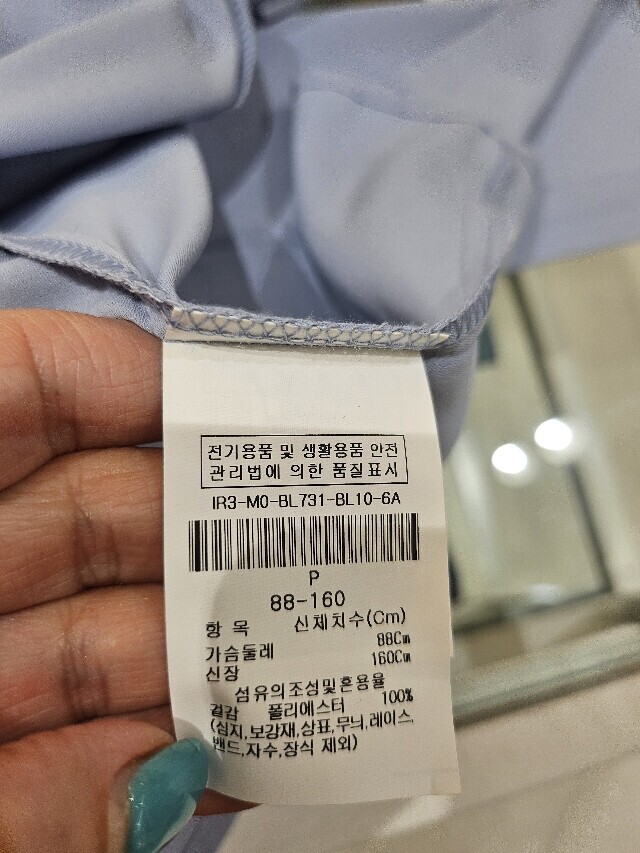 전기용품 및 생활용품 안전
관리법에 의한 품질표시
IR3-M0-BL731-BL10-6A
P
88-160
항 목 신체치수(Cm)
가슴둘레 88Cm
신장 160Cm
섬유의조성및혼용율
겉감 폴리에스터 100%
(심지,보강재,상표,무늬,레이스,
밴드,자수,장식 제외)